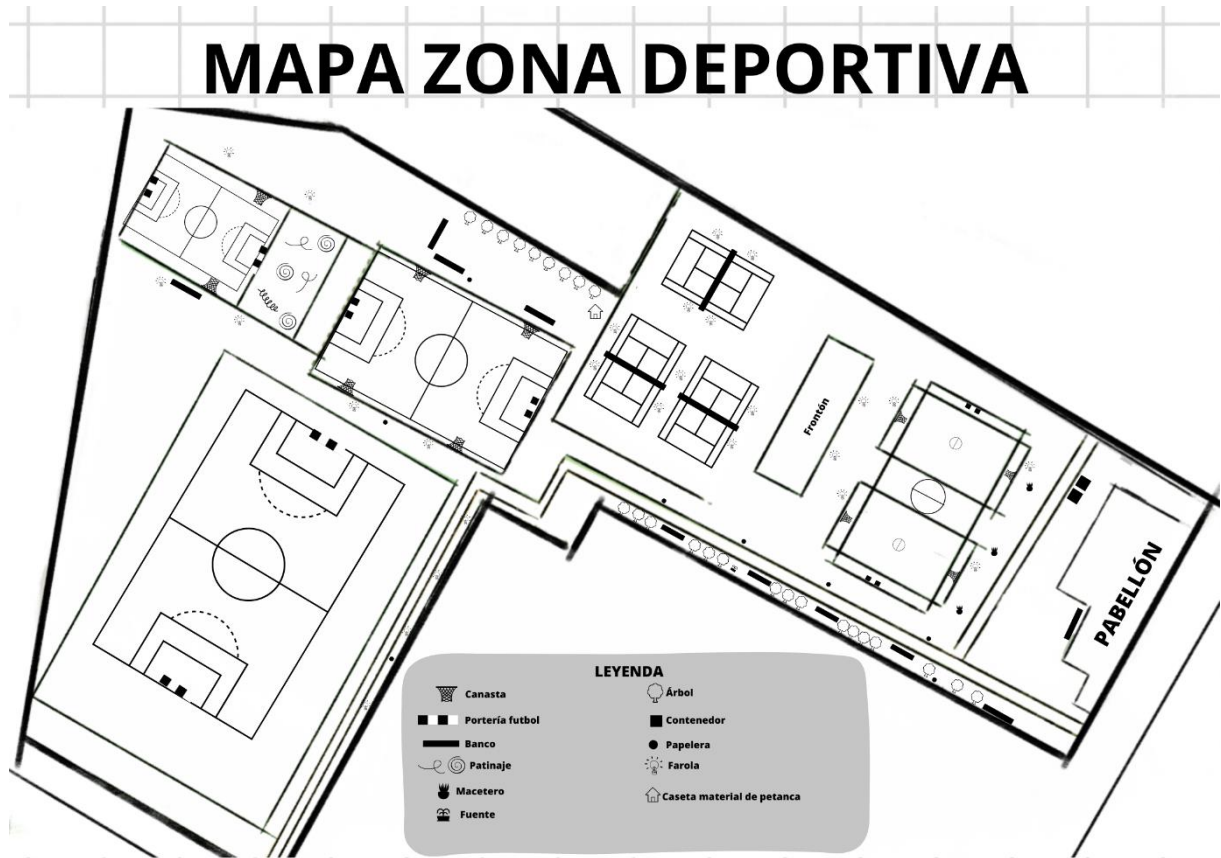 MAPA ZONA DEPORTIVA
Frontón
PABELLÓN
LEYENDA
Canasta
Portería futbol
Banco
Patinaje
Macetero
Fuente
Árbol
Contenedor
Papelera
Farola
Caseta material de petanca